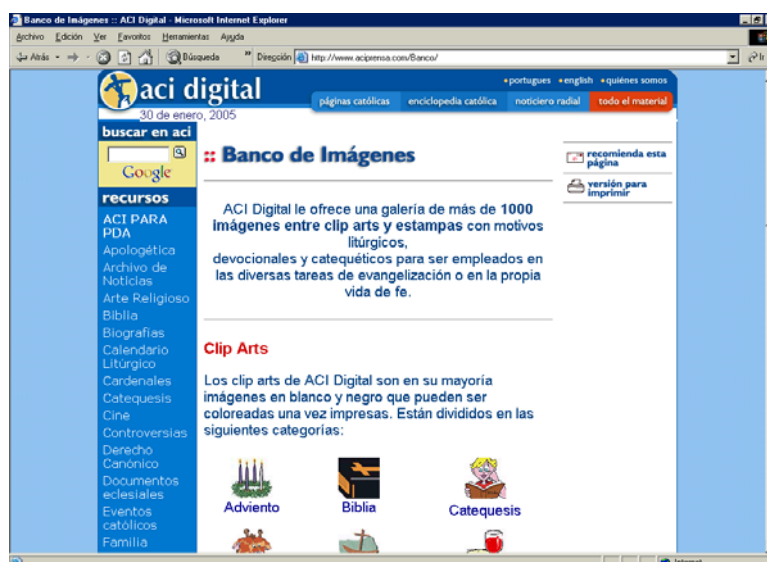 Banco de Imágenes :: ACI Digital - Microsoft Internet Explorer
Archivo Edición Ver Favoritos Herramientas Ayuda
Atrás Búsqueda » Dirección http://www.aciprensa.com/Banco/ Ir
aci digital
•portugues •english •quiénes somos
páginas católicas enciclopedia católica noticiero radial todo el material
30 de enero, 2005
buscar en aci
Google
recursos
ACI PARA
PDA
Apologética
Archivo de
Noticias
Arte Religioso
Biblia
Biografías
Calendario
Litúrgico
Cardenales
Catequesis
Cine
Controversias
Derecho
Canónico
Documentos
eclesiales
Eventos
católicos
Familia
:: Banco de Imágenes
ACI Digital le ofrece una galería de más de 1000
imágenes entre clip arts y estampas con motivos
litúrgicos,
devocionales y catequéticos para ser empleados en
las diversas tareas de evangelización o en la propia
vida de fe.
Clip Arts
Los clip arts de ACI Digital son en su mayoría
imágenes en blanco y negro que pueden ser
coloreadas una vez impresas. Están divididos en las
siguientes categorías:
Adviento Biblia Catequesis
recomienda esta
página
versión para
imprimir
Internet